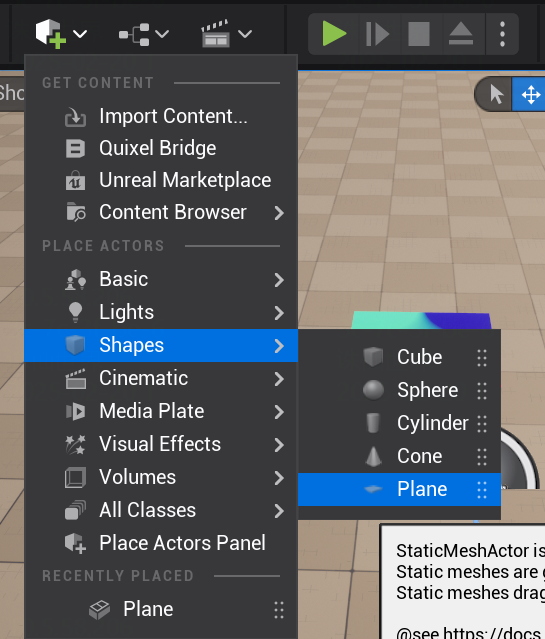 GET CONTENT
Import Content...
Quixel Bridge
Unreal Marketplace
Content Browser
PLACE ACTORS
Basic
Lights
Shapes
Cinematic
Media Plate
Visual Effects
Volumes
All Classes
Place Actors Panel
RECENTLY PLACED
Plane
Cube
Sphere
Cylinder
Cone
Plane
StaticMeshActor is
Static meshes are
Static meshes drag
@see https://docs